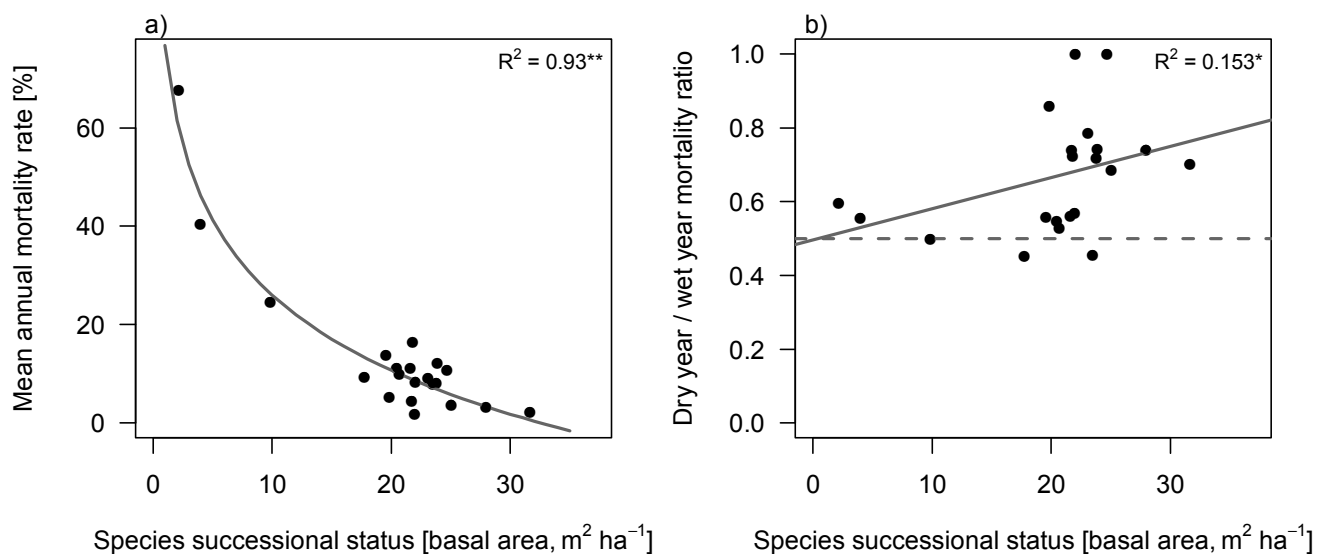 a)
R² = 0.93**
Mean annual mortality rate [%]
60
40
20
0
0 10 20 30
Species successional status [basal area, m² ha⁻¹]
b)
R² = 0.153*
Dry year / wet year mortality ratio
1.0
0.8
0.6
0.4
0.2
0.0
0 10 20 30
Species successional status [basal area, m² ha⁻¹]